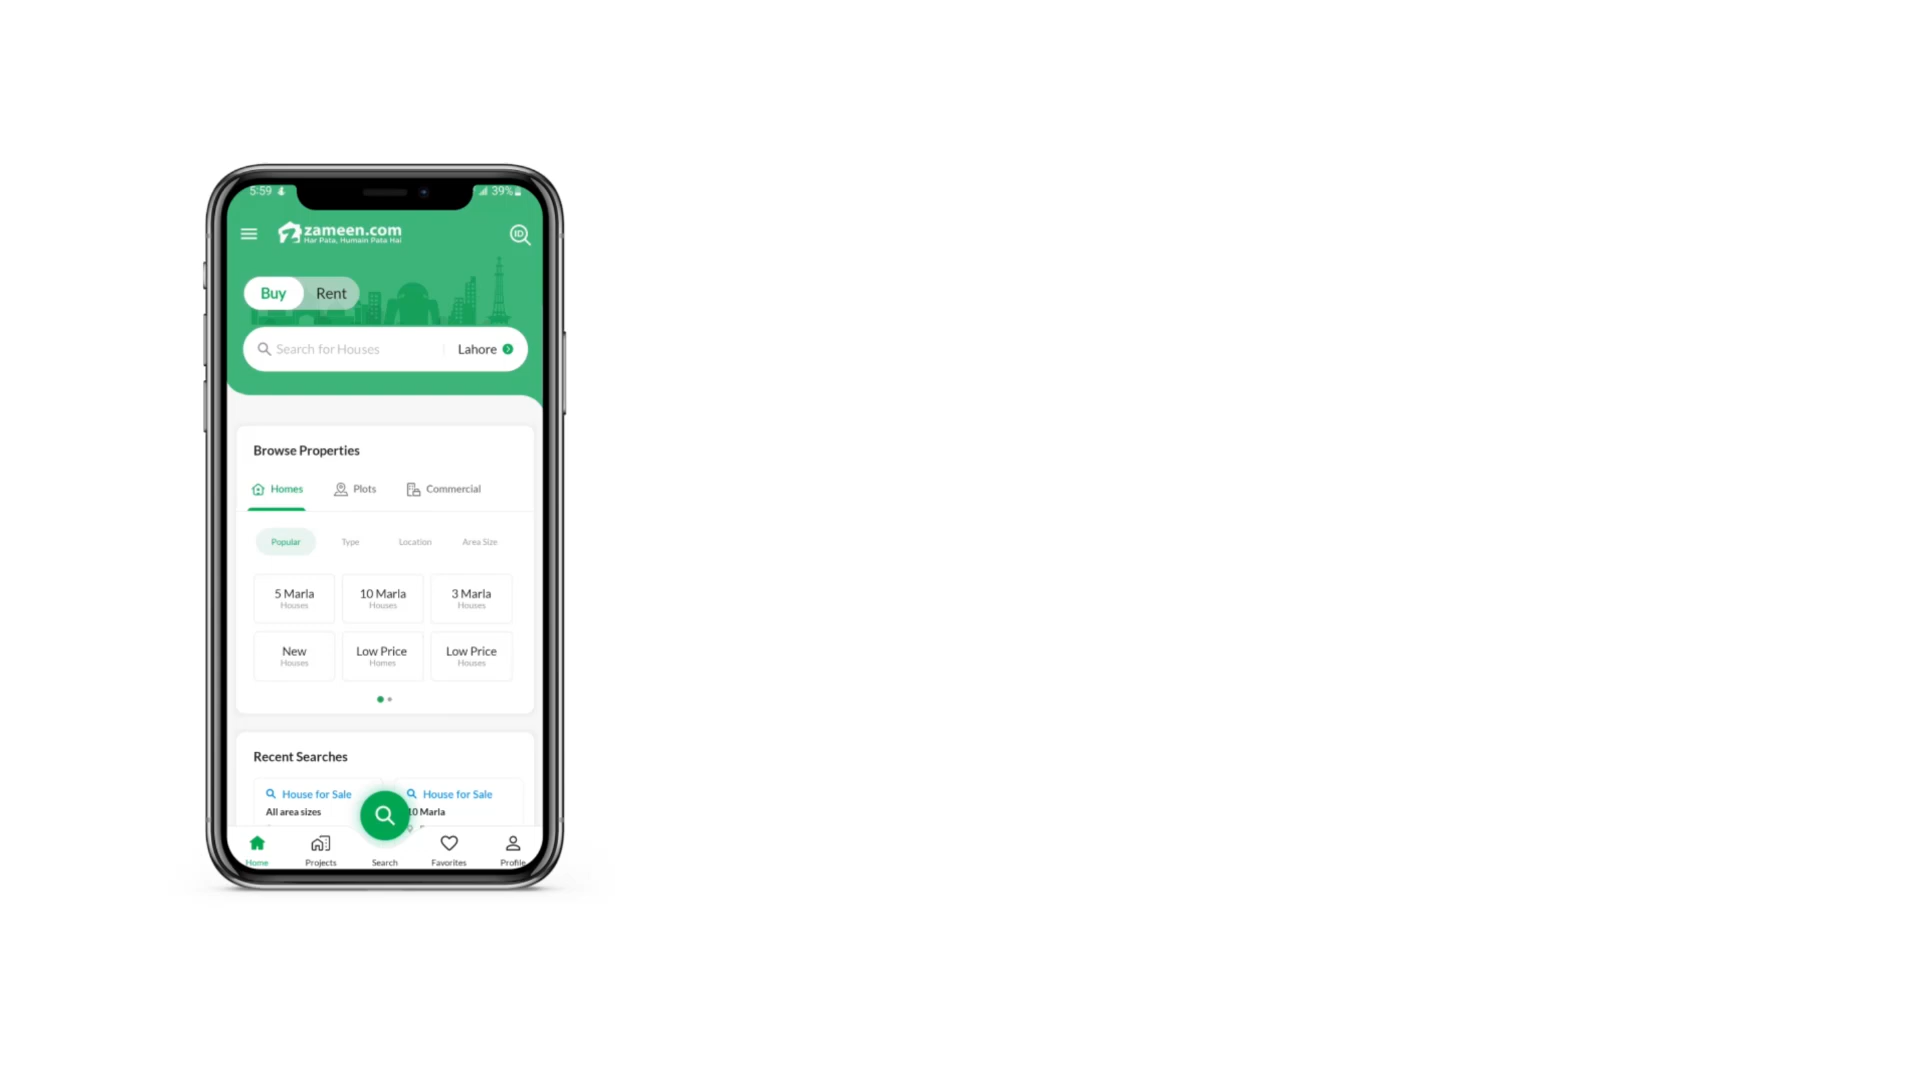 5:59
39%
zameen.com
Har Pata, Humain Pata Hai
ID
Buy Rent
Search for Houses Lahore
Browse Properties
Homes Plots Commercial
Popular Type Location Area Size
5 Marla 10 Marla 3 Marla
Houses Houses Houses
New Low Price Low Price
Houses Homes Houses
Recent Searches
House for Sale House for Sale
All area sizes 10 Marla
Home Projects Search Favorites Profile